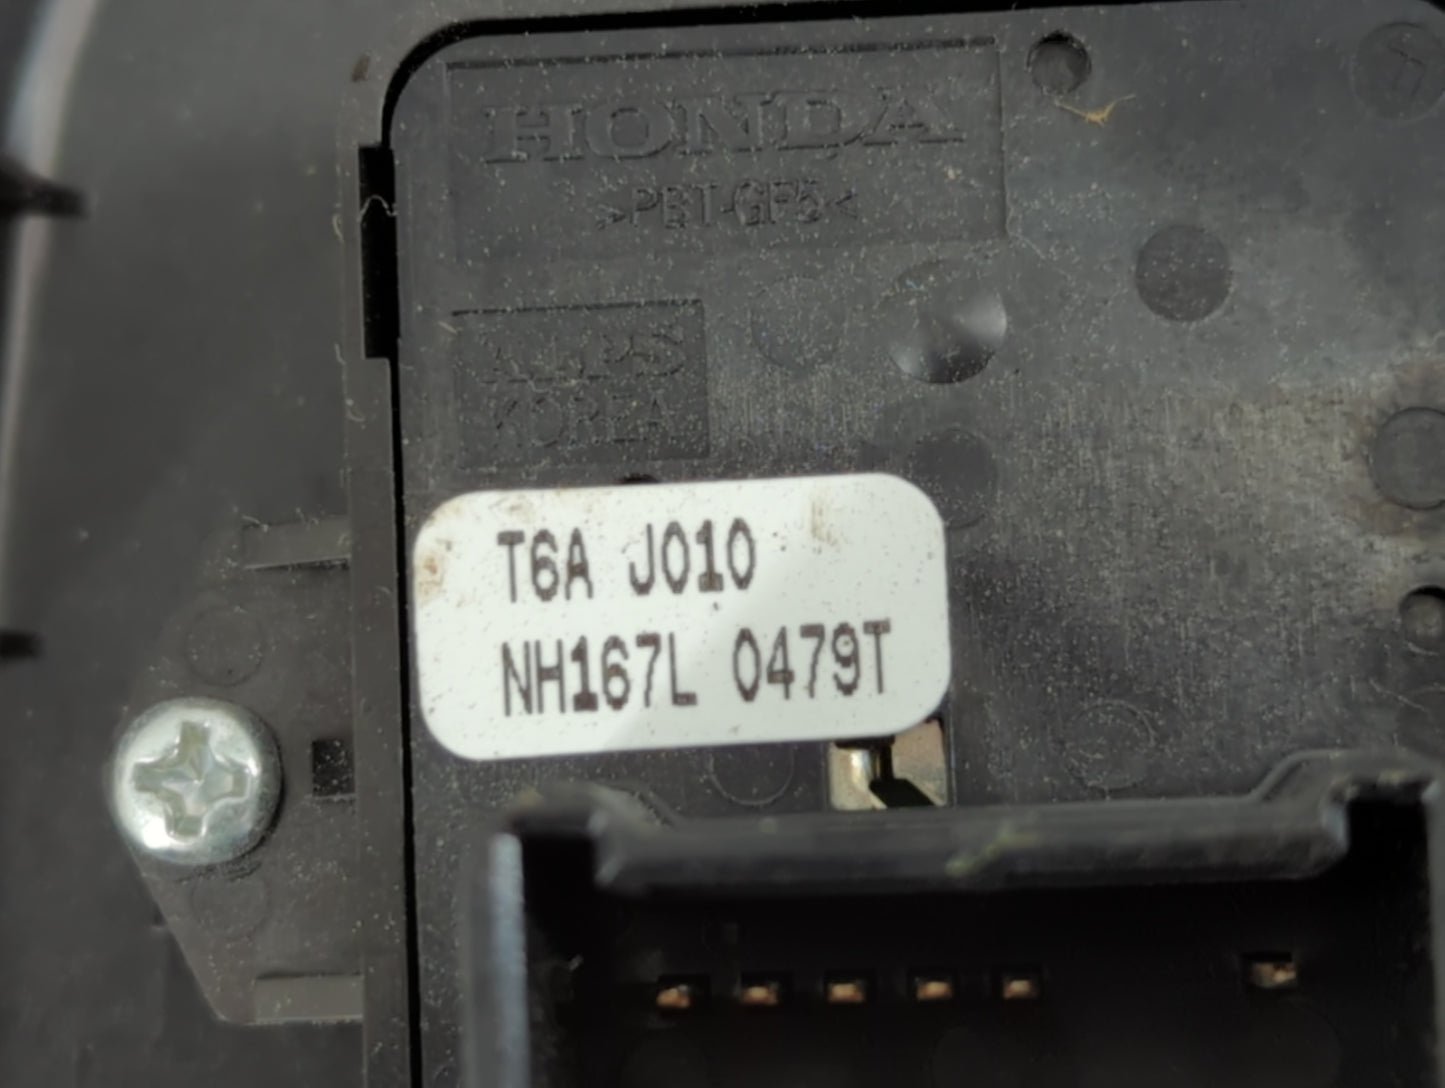 HONDA
>PBT-GF5<
ALPS
KOREA
T6A J010
NH167L 0479T